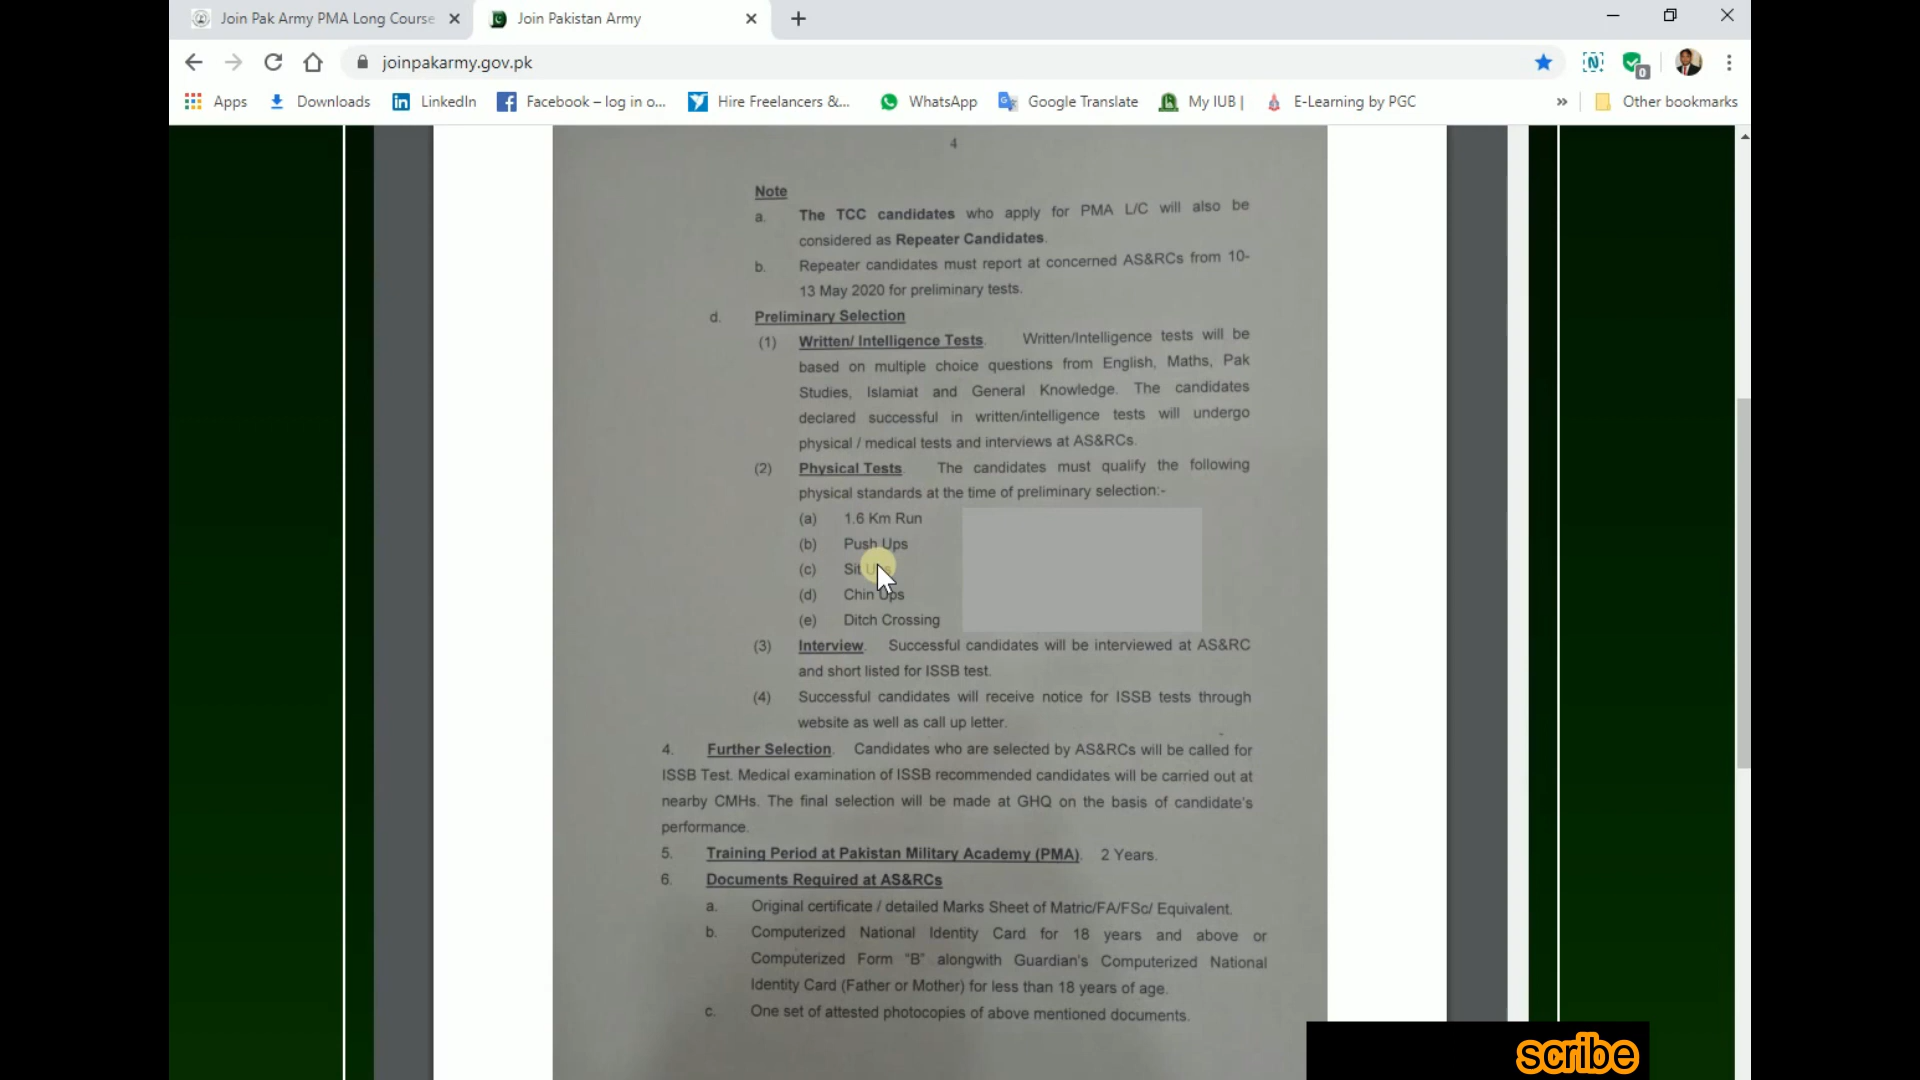 Join Pak Army PMA Long Course
Join Pakistan Army
joinpakarmy.gov.pk
Apps
Downloads
LinkedIn
Facebook – log in o...
Hire Freelancers &...
WhatsApp
Google Translate
My IUB |
E-Learning by PGC
»
Other bookmarks
4
Note
a. The TCC candidates who apply for PMA L/C will also be
considered as Repeater Candidates.
b. Repeater candidates must report at concerned AS&RCs from 10-
13 May 2020 for preliminary tests.
d. Preliminary Selection
(1) Written/ Intelligence Tests. Written/Intelligence tests will be
based on multiple choice questions from English, Maths, Pak
Studies, Islamiat and General Knowledge. The candidates
declared successful in written/intelligence tests will undergo
physical / medical tests and interviews at AS&RCs.
(2) Physical Tests. The candidates must qualify the following
physical standards at the time of preliminary selection:-
(a) 1.6 Km Run
(b) Push Ups
(c) Sit Ups
(d) Chin Ups
(e) Ditch Crossing
(3) Interview. Successful candidates will be interviewed at AS&RC
and short listed for ISSB test.
(4) Successful candidates will receive notice for ISSB tests through
website as well as call up letter.
4. Further Selection. Candidates who are selected by AS&RCs will be called for
ISSB Test. Medical examination of ISSB recommended candidates will be carried out at
nearby CMHs. The final selection will be made at GHQ on the basis of candidate's
performance.
5. Training Period at Pakistan Military Academy (PMA). 2 Years.
6. Documents Required at AS&RCs
a. Original certificate / detailed Marks Sheet of Matric/FA/FSc/ Equivalent.
b. Computerized National Identity Card for 18 years and above or
Computerized Form "B" alongwith Guardian's Computerized National
Identity Card (Father or Mother) for less than 18 years of age.
c. One set of attested photocopies of above mentioned documents.
scribe